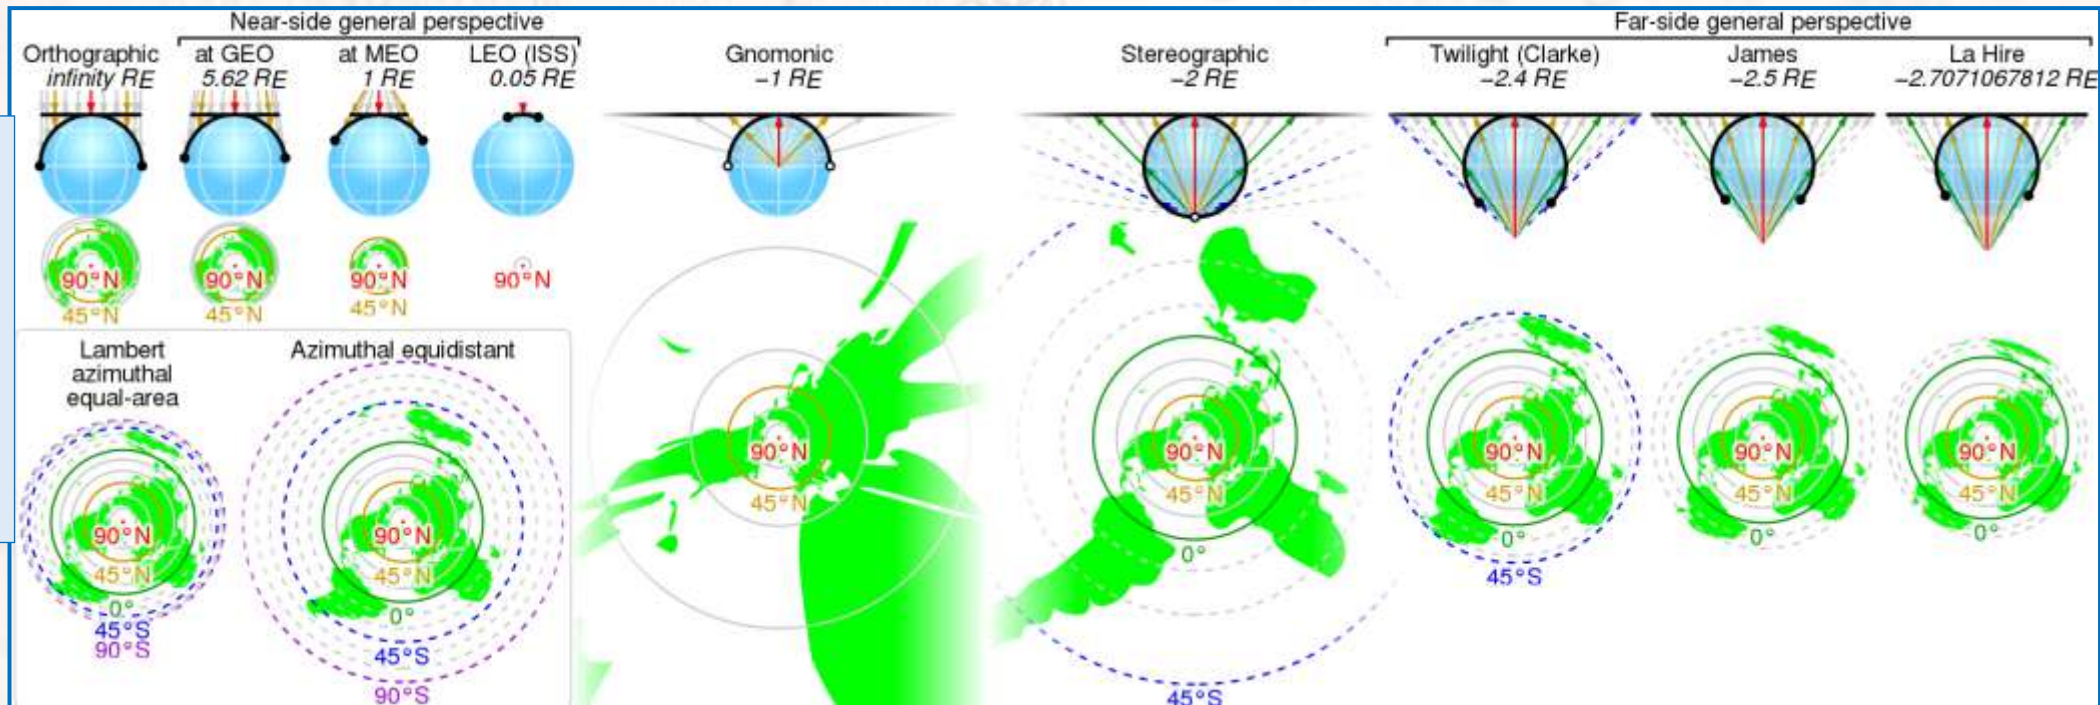 Near-side general perspective
Far-side general perspective
Orthographic
infinity RE
at GEO
5.62 RE
at MEO
1 RE
LEO (ISS)
0.05 RE
Gnomonic
−1 RE
Stereographic
−2 RE
Twilight (Clarke)
−2.4 RE
James
−2.5 RE
La Hire
−2.7071067812 RE
90°N
45°N
90°N
45°N
90°N
45°N
90°N
Lambert
azimuthal
equal-area
90°N
45°N
0°
45°S
90°S
Azimuthal equidistant
90°N
45°N
0°
45°S
90°S
90°N
45°N
90°N
45°N
0°
45°S
90°N
45°N
0°
45°S
90°N
45°N
0°
90°N
45°N
0°